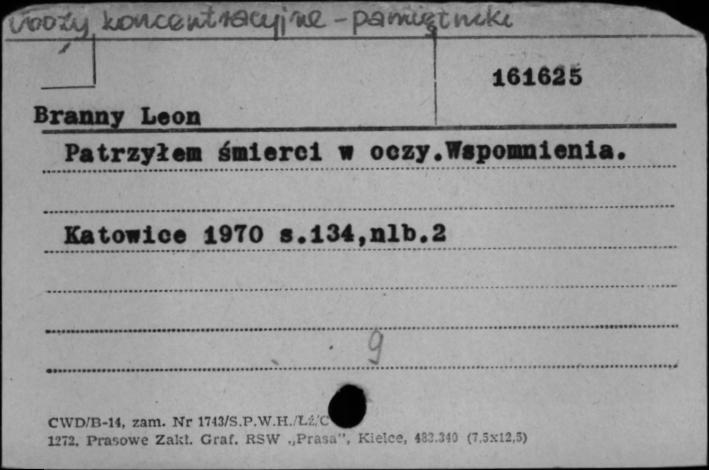 obozy koncentracyjne - pamiętniki
161625
Branny Leon
Patrzyłem śmierci w oczy.Wspomnienia.
Katowice 1970 s.134,nlb.2
9
CWD/B-14, zam. Nr 1743/S.P.W.H./Łź/C
1272, Prasowe Zakł. Graf. RSW „Prasa", Kielce, 483.340 (7,5x12,5)